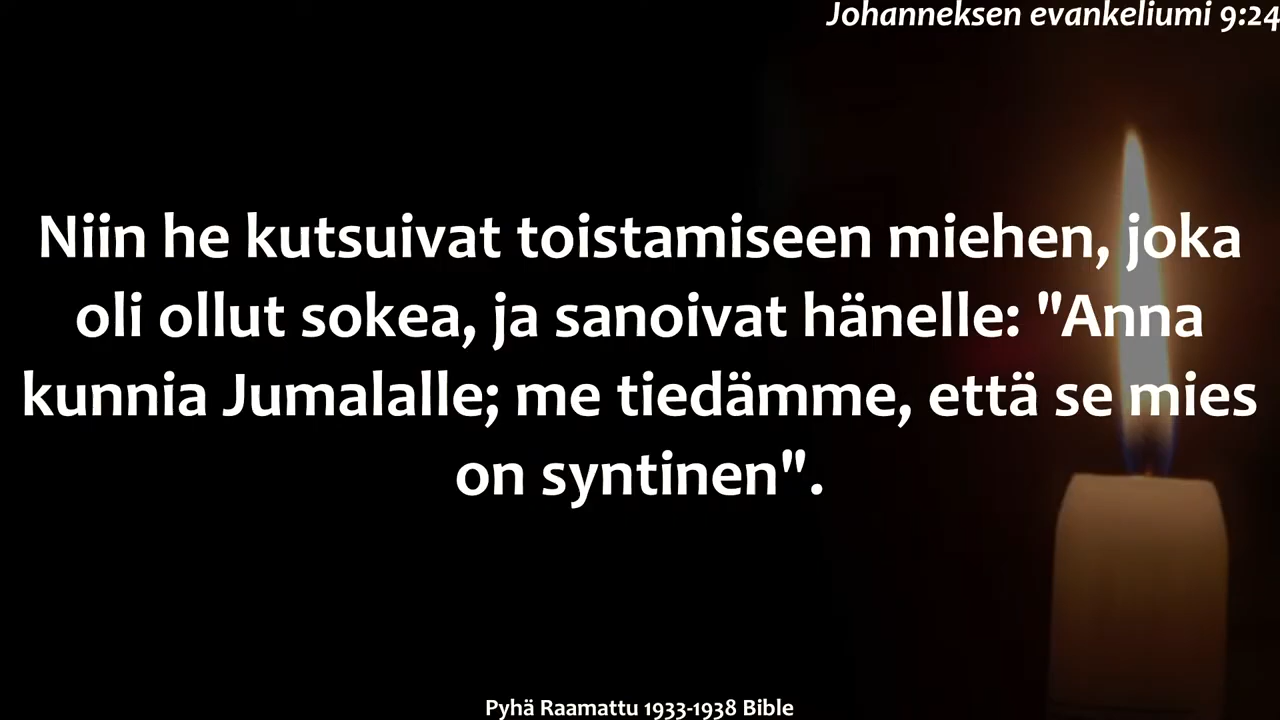 Johanneksen evankeliumi 9:24
Niin he kutsuivat toistamiseen miehen, joka
oli ollut sokea, ja sanoivat hänelle: "Anna
kunnia Jumalalle; me tiedämme, että se mies
on syntinen".
Pyhä Raamattu 1933-1938 Bible